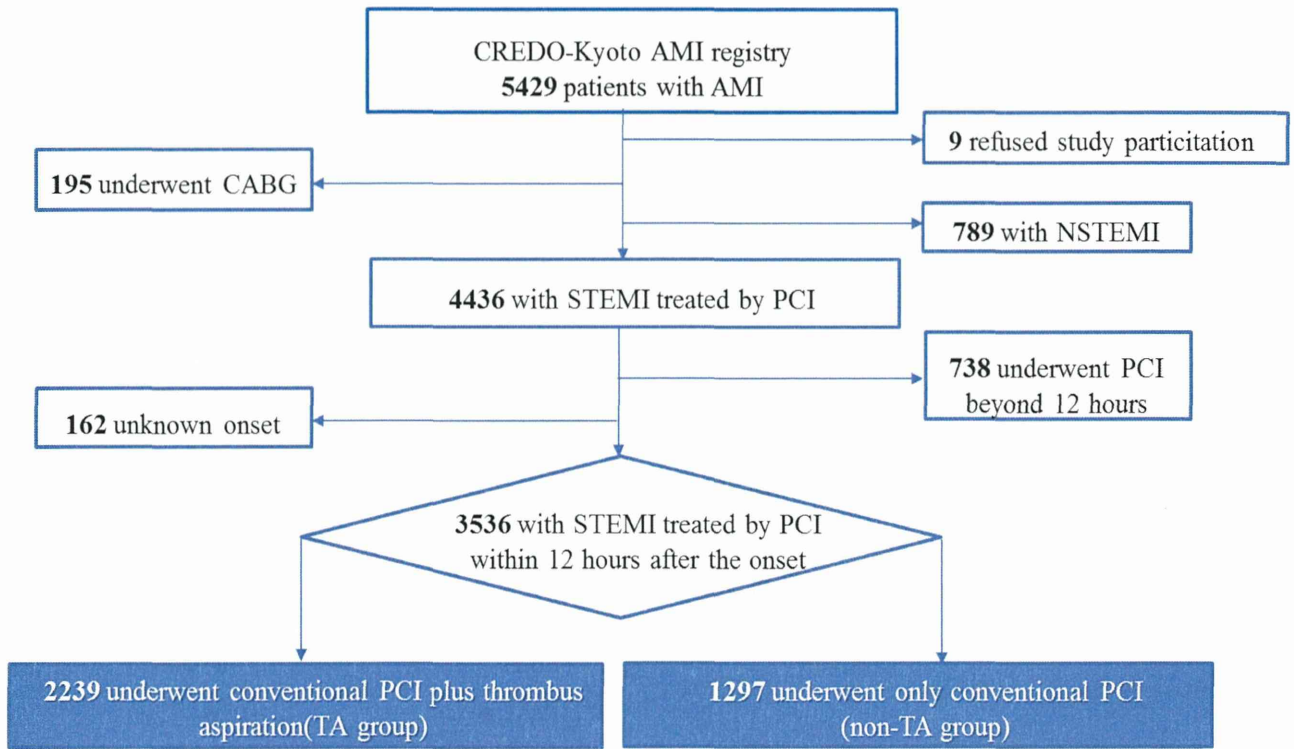 CREDO-Kyoto AMI registry
5429 patients with AMI
9 refused study particitation
195 underwent CABG
789 with NSTEMI
4436 with STEMI treated by PCI
738 underwent PCI
beyond 12 hours
162 unknown onset
3536 with STEMI treated by PCI
within 12 hours after the onset
2239 underwent conventional PCI plus thrombus
aspiration(TA group)
1297 underwent only conventional PCI
(non-TA group)